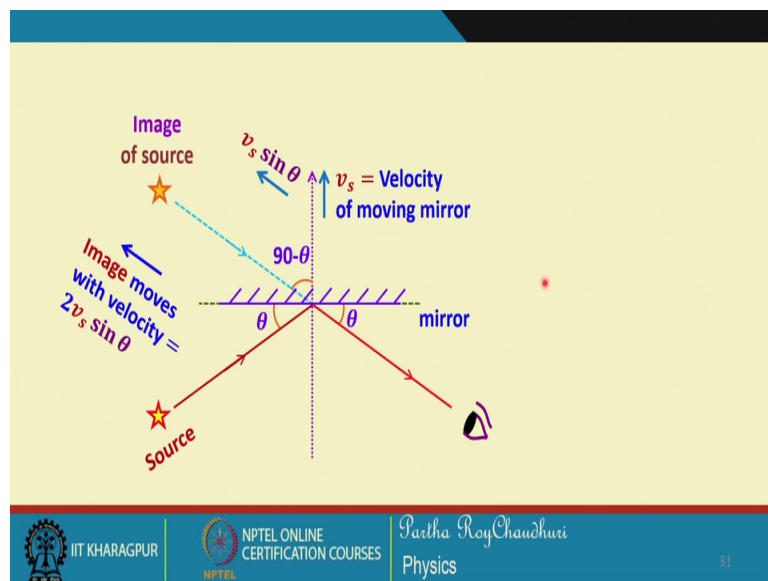 Image
of source
v_s sin θ
v_s = Velocity
of moving mirror
90-θ
Image moves
with velocity =
2v_s sin θ
θ
θ
mirror
Source
IIT KHARAGPUR
NPTEL
NPTEL ONLINE
CERTIFICATION COURSES
Partha RoyChaudhuri
Physics
31